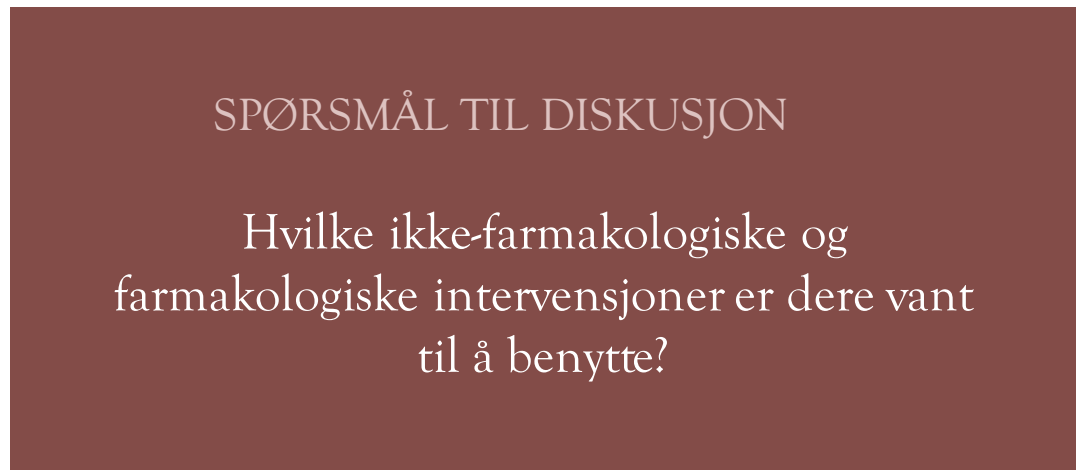 SPØRSMÅL TIL DISKUSJON
Hvilke ikke-farmakologiske og
farmakologiske intervensjoner er dere vant
til å benytte?